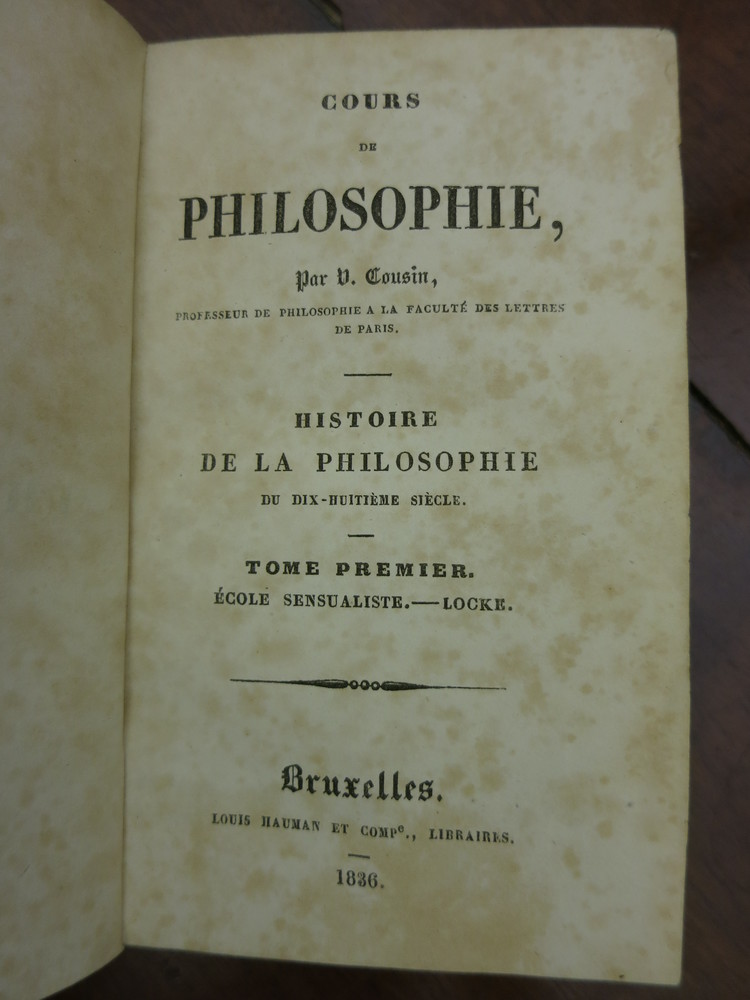 COURS
DE
PHILOSOPHIE,
Par V. Cousin,
PROFESSEUR DE PHILOSOPHIE A LA FACULTÉ DES LETTRES
DE PARIS.
HISTOIRE
DE LA PHILOSOPHIE
DU DIX-HUITIÈME SIÈCLE.
TOME PREMIER.
ÉCOLE SENSUALISTE.—LOCKE.
Bruxelles.
LOUIS HAUMAN ET COMPe., LIBRAIRES.
1836.